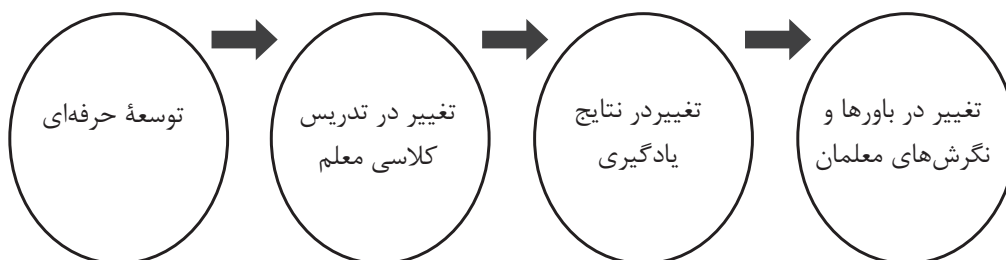 توسعهٔ حرفه‌ای
تغییر در تدریس
کلاسی معلم
تغییردر نتایج
یادگیری
تغییر در باورها و
نگرش‌های معلمان